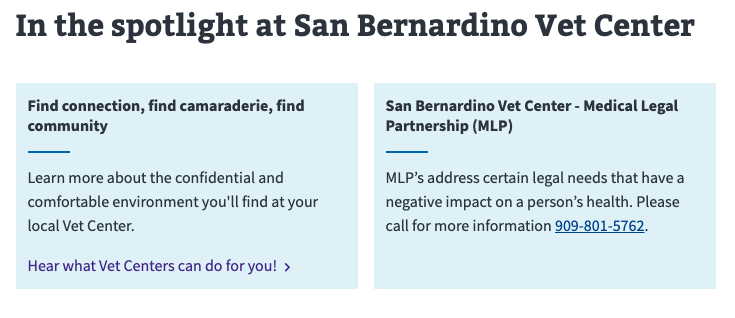 In the spotlight at San Bernardino Vet Center
Find connection, find camaraderie, find
community
Learn more about the confidential and
comfortable environment you'll find at your
local Vet Center.
Hear what Vet Centers can do for you!
San Bernardino Vet Center - Medical Legal
Partnership (MLP)
MLP’s address certain legal needs that have a
negative impact on a person’s health. Please
call for more information 909-801-5762.